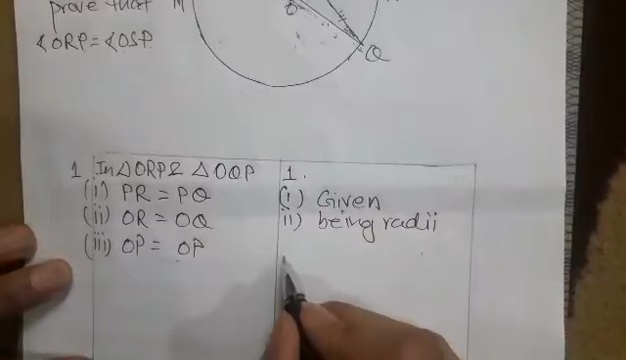 prove that
∠ORP = ∠OSP.
M
O
Q
1 In △ORP & △OQP
(i) PR = PQ
(ii) OR = OQ
(iii) OP = OP
1.
(i) Given
ii) being radii